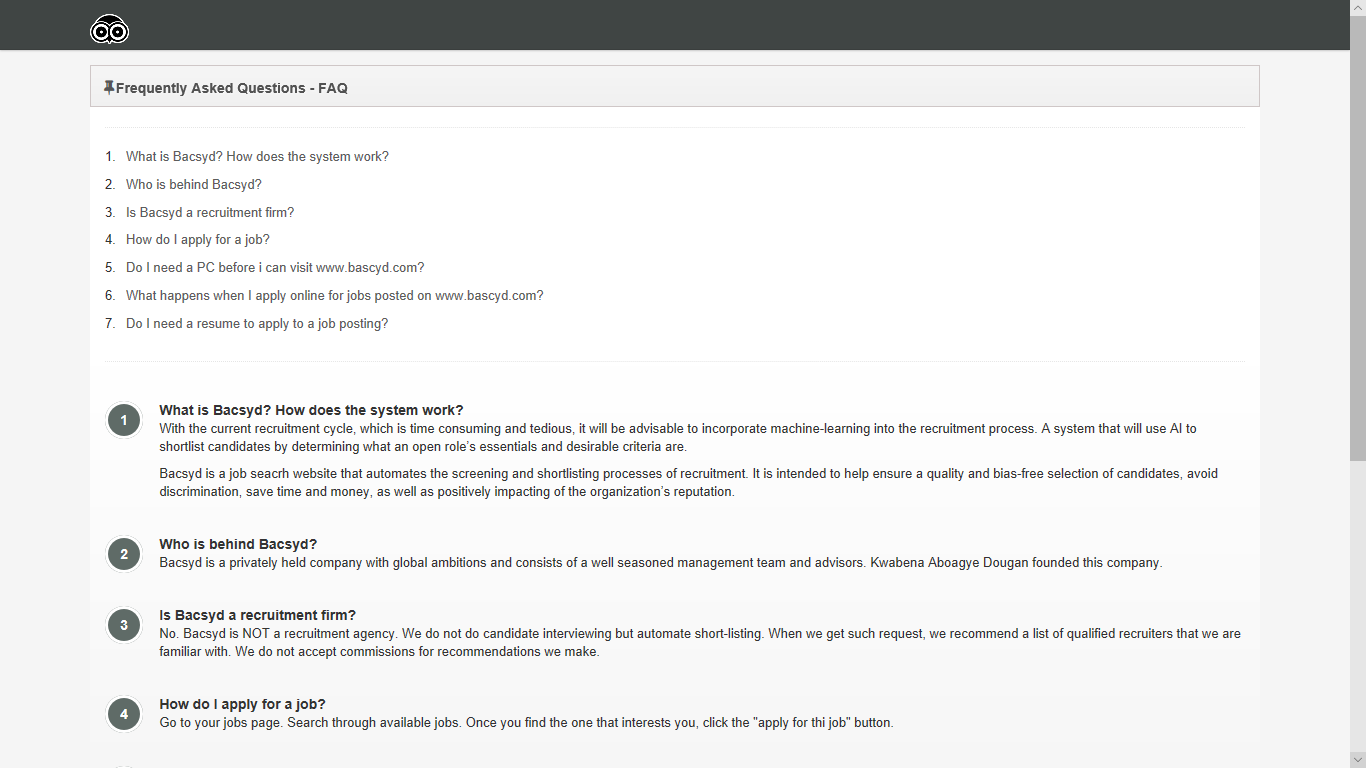 Frequently Asked Questions - FAQ
1. What is Bacsyd? How does the system work?
2. Who is behind Bacsyd?
3. Is Bacsyd a recruitment firm?
4. How do I apply for a job?
5. Do I need a PC before i can visit www.bascyd.com?
6. What happens when I apply online for jobs posted on www.bascyd.com?
7. Do I need a resume to apply to a job posting?
1 What is Bacsyd? How does the system work?
With the current recruitment cycle, which is time consuming and tedious, it will be advisable to incorporate machine-learning into the recruitment process. A system that will use AI to
shortlist candidates by determining what an open role’s essentials and desirable criteria are.
Bacsyd is a job seacrh website that automates the screening and shortlisting processes of recruitment. It is intended to help ensure a quality and bias-free selection of candidates, avoid
discrimination, save time and money, as well as positively impacting of the organization’s reputation.
2 Who is behind Bacsyd?
Bacsyd is a privately held company with global ambitions and consists of a well seasoned management team and advisors. Kwabena Aboagye Dougan founded this company.
3 Is Bacsyd a recruitment firm?
No. Bacsyd is NOT a recruitment agency. We do not do candidate interviewing but automate short-listing. When we get such request, we recommend a list of qualified recruiters that we are
familiar with. We do not accept commissions for recommendations we make.
4 How do I apply for a job?
Go to your jobs page. Search through available jobs. Once you find the one that interests you, click the "apply for thi job" button.